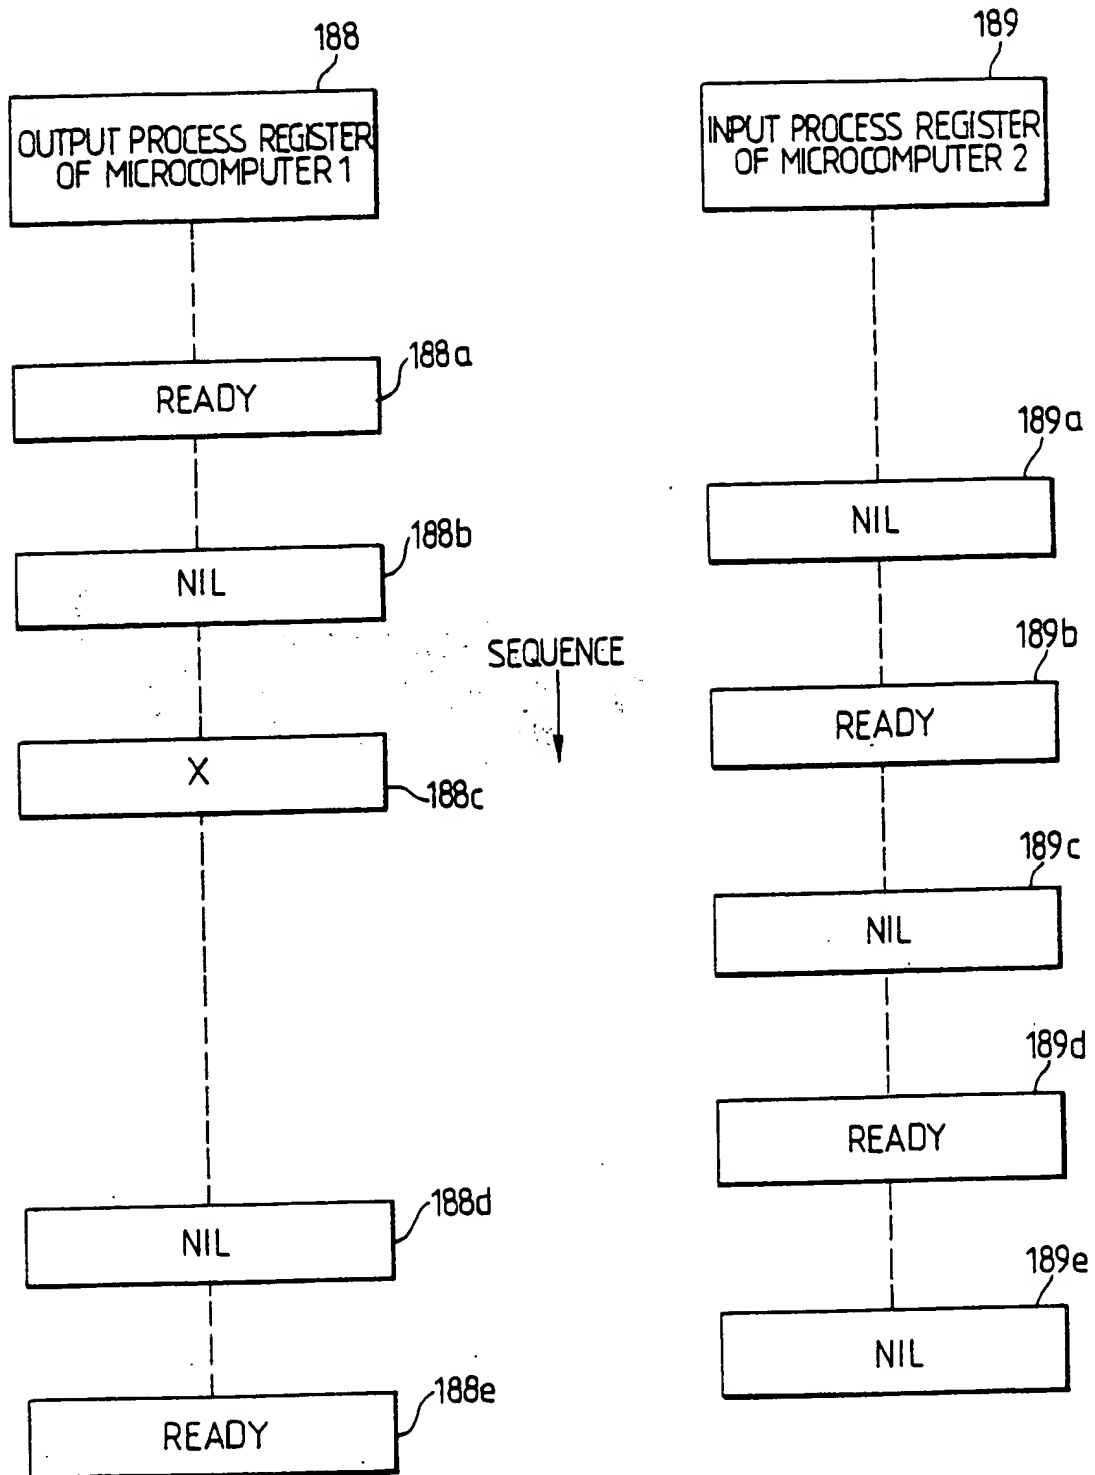 188
OUTPUT PROCESS REGISTER
OF MICROCOMPUTER 1
188a
READY
188b
NIL
X
188c
188d
NIL
188e
READY
SEQUENCE
189
INPUT PROCESS REGISTER
OF MICROCOMPUTER 2
189a
NIL
189b
READY
189c
NIL
189d
READY
189e
NIL